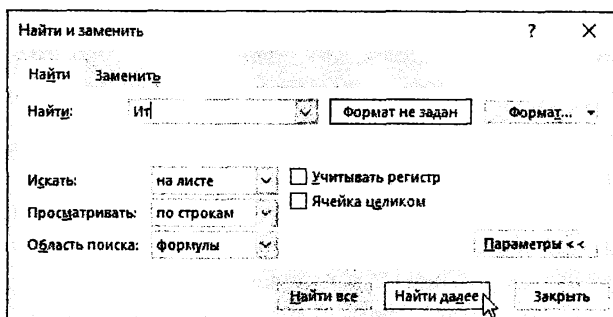 Найти и заменить ? ×
Найти Заменить
Найти: Ит Формат не задан Формат...
Искать: на листе Учитывать регистр
Просматривать: по строкам Ячейка целиком
Область поиска: формулы Параметры <<
Найти все Найти далее Закрыть